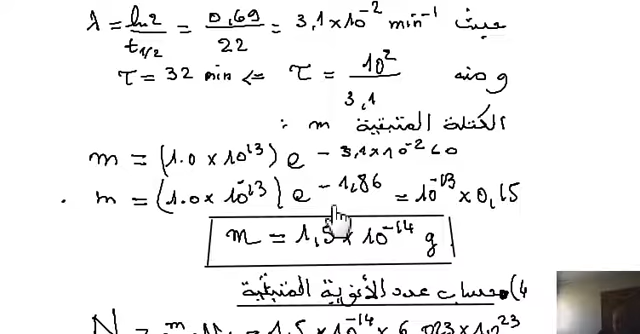 λ = ln2 / t1/2 = 0,69 / 22 = 3,1×10^-2 min^-1 حيث
τ = 32 min <= τ = 10^2 / 3,1 ومنه
الكتلة المتبقية m :
m = (1.0 × 10^13) e^-3,1×10^-2 60
m = (1.0 × 10^-13) e^-1,86 = 10^-13 × 0,15
m = 1,5 × 10^-14 g
4) حساب عدد الأنوية المتبقية